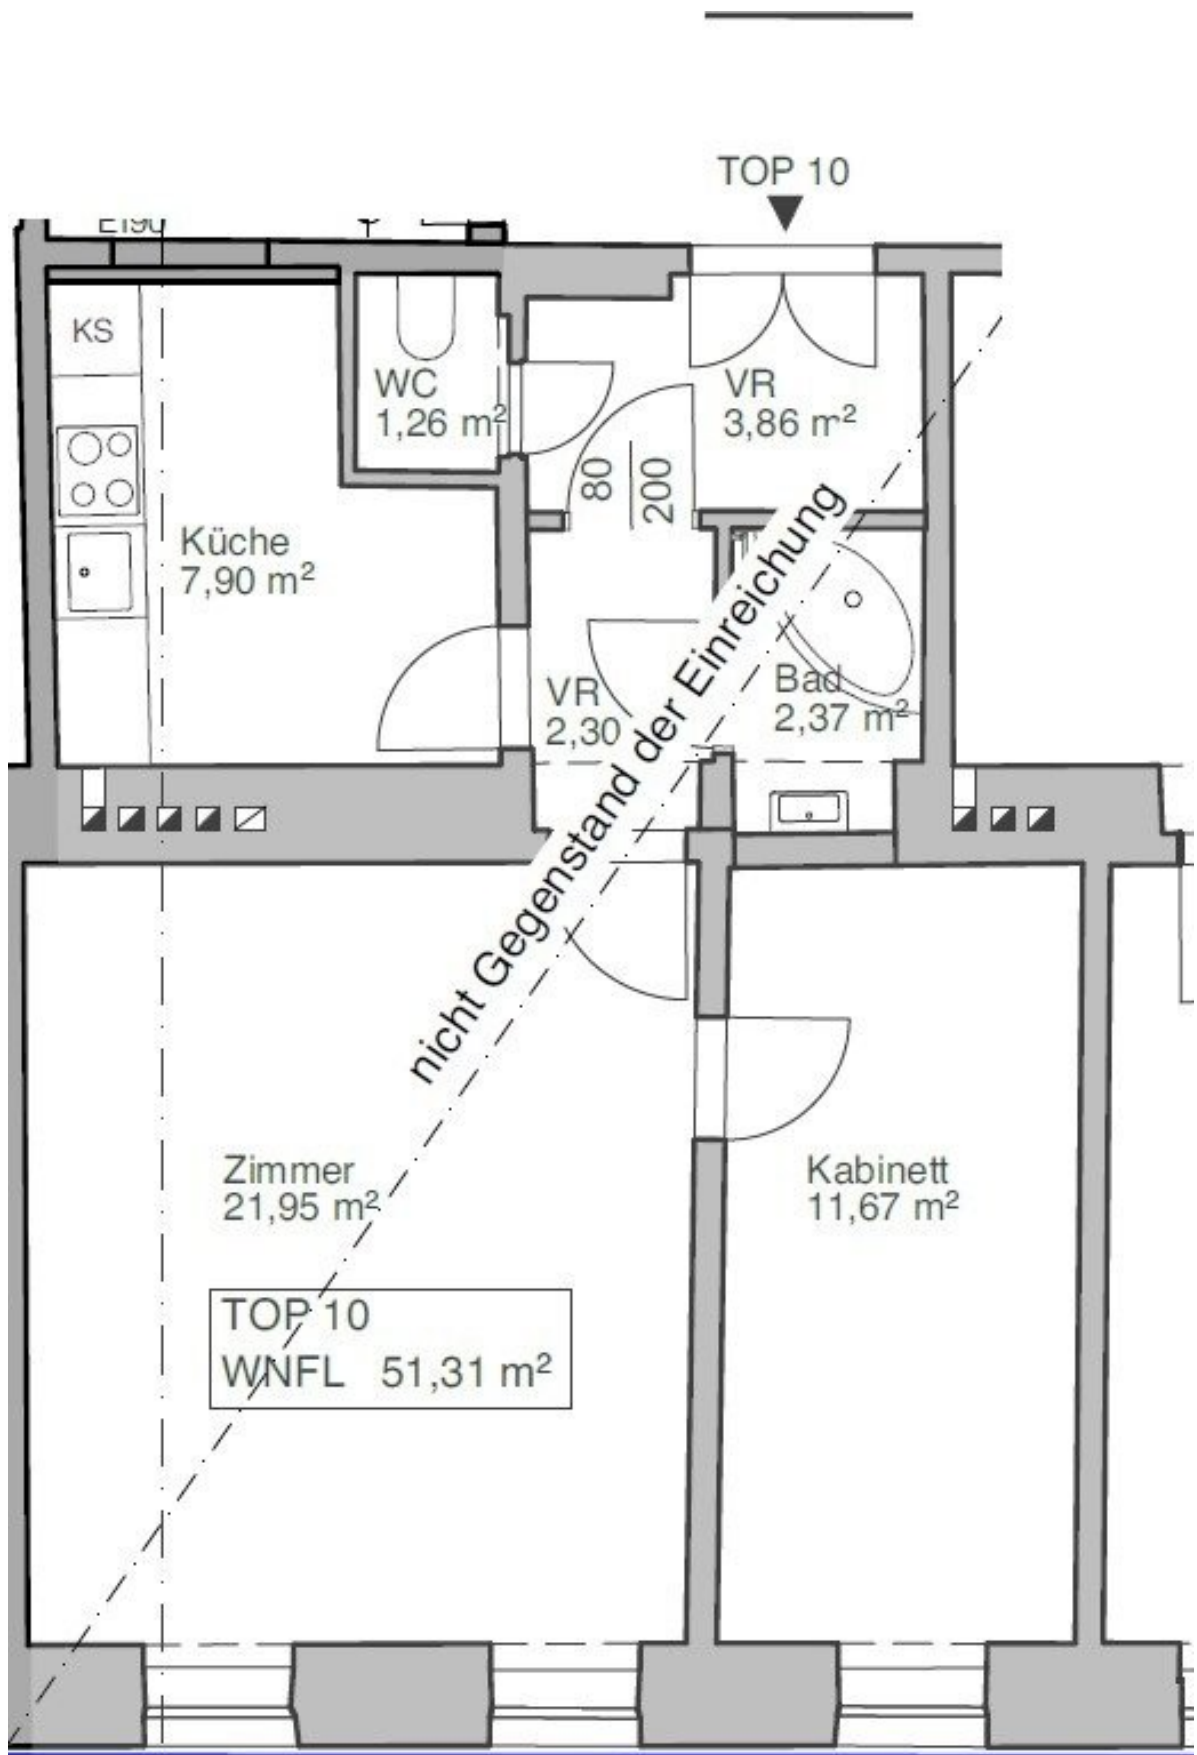 TOP 10
E190
KS
WC
1,26 m²
VR
3,86 m²
80
200
Küche
7,90 m²
VR
2,30
Bad
2,37 m²
nicht Gegenstand der Einreichung
Zimmer
21,95 m²
Kabinett
11,67 m²
TOP 10
WNFL 51,31 m²